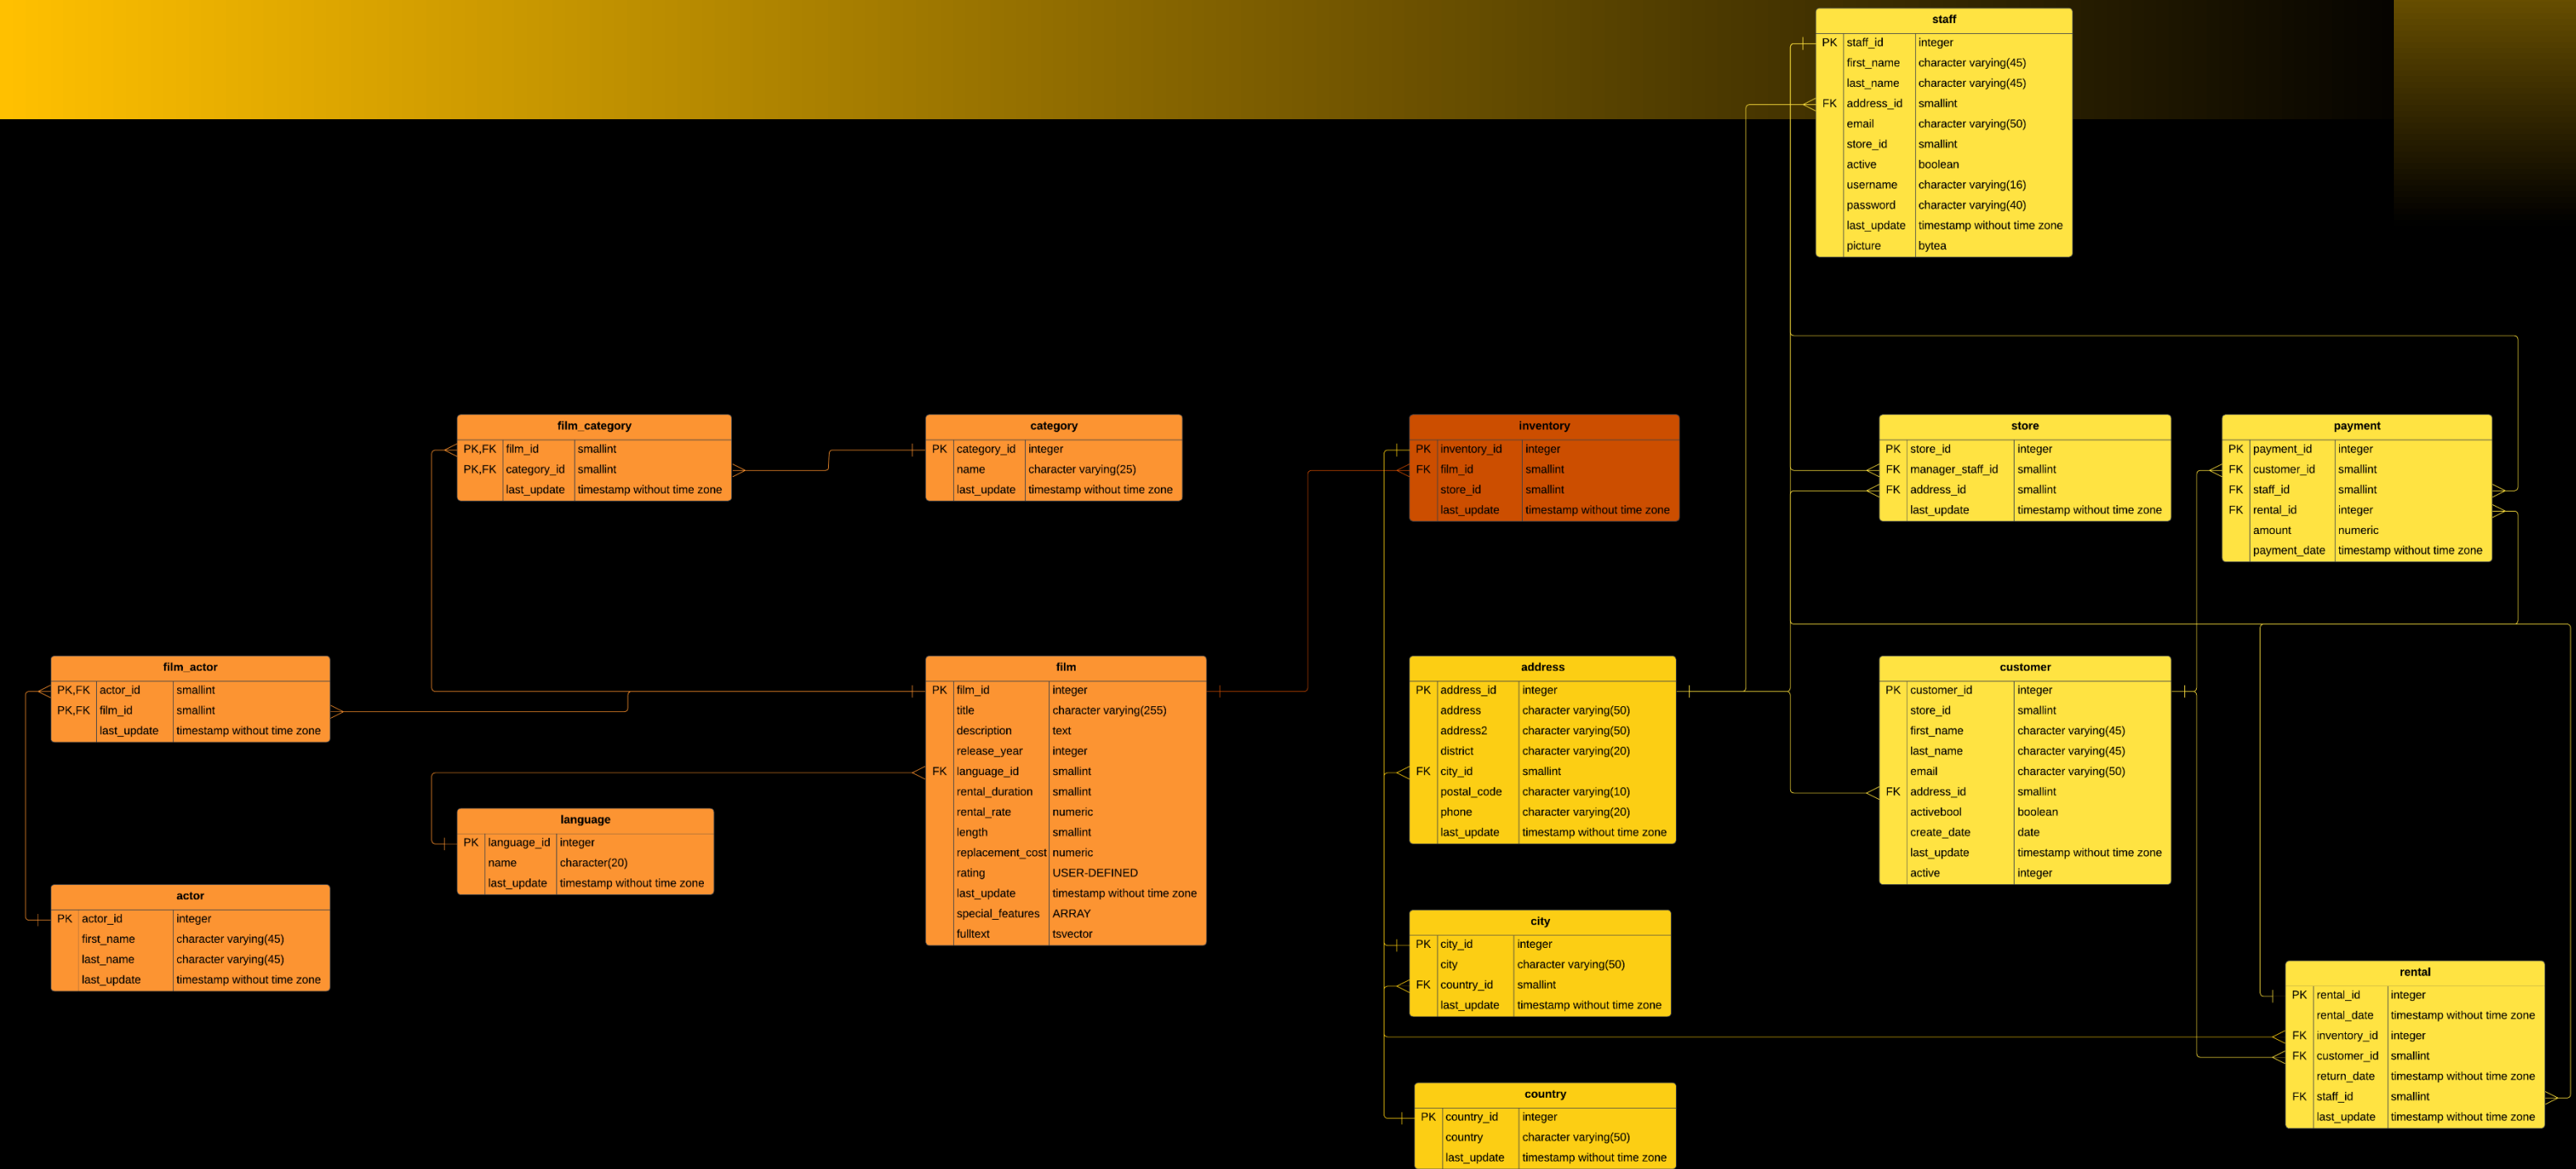 staff
PK staff_id integer
first_name character varying(45)
last_name character varying(45)
FK address_id smallint
email character varying(50)
store_id smallint
active boolean
username character varying(16)
password character varying(40)
last_update timestamp without time zone
picture bytea
film_category
PK,FK film_id smallint
PK,FK category_id smallint
last_update timestamp without time zone
category
PK category_id integer
name character varying(25)
last_update timestamp without time zone
inventory
PK inventory_id integer
FK film_id smallint
store_id smallint
last_update timestamp without time zone
store
PK store_id integer
FK manager_staff_id smallint
FK address_id smallint
last_update timestamp without time zone
payment
PK payment_id integer
FK customer_id smallint
FK staff_id smallint
FK rental_id integer
amount numeric
payment_date timestamp without time zone
film_actor
PK,FK actor_id smallint
PK,FK film_id smallint
last_update timestamp without time zone
film
PK film_id integer
title character varying(255)
description text
release_year integer
FK language_id smallint
rental_duration smallint
rental_rate numeric
length smallint
replacement_cost numeric
rating USER-DEFINED
last_update timestamp without time zone
special_features ARRAY
fulltext tsvector
address
PK address_id integer
address character varying(50)
address2 character varying(50)
district character varying(20)
FK city_id smallint
postal_code character varying(10)
phone character varying(20)
last_update timestamp without time zone
customer
PK customer_id integer
store_id smallint
first_name character varying(45)
last_name character varying(45)
email character varying(50)
FK address_id smallint
activebool boolean
create_date date
last_update timestamp without time zone
active integer
language
PK language_id integer
name character(20)
last_update timestamp without time zone
actor
PK actor_id integer
first_name character varying(45)
last_name character varying(45)
last_update timestamp without time zone
city
PK city_id integer
city character varying(50)
FK country_id smallint
last_update timestamp without time zone
rental
PK rental_id integer
rental_date timestamp without time zone
FK inventory_id integer
FK customer_id smallint
return_date timestamp without time zone
FK staff_id smallint
last_update timestamp without time zone
country
PK country_id integer
country character varying(50)
last_update timestamp without time zone